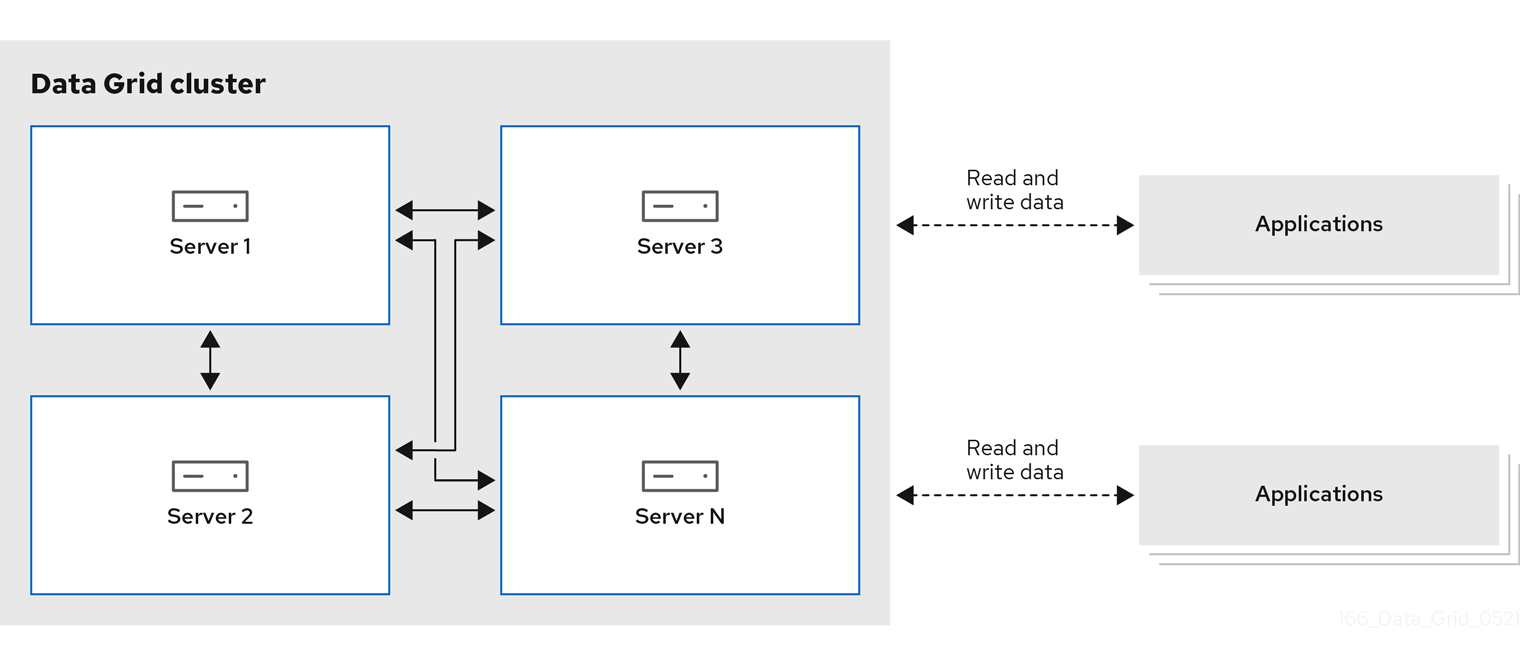 Data Grid cluster
Server 1
Server 3
Read and
write data
Applications
Server 2
Server N
Read and
write data
Applications
166_Data_Grid_0521